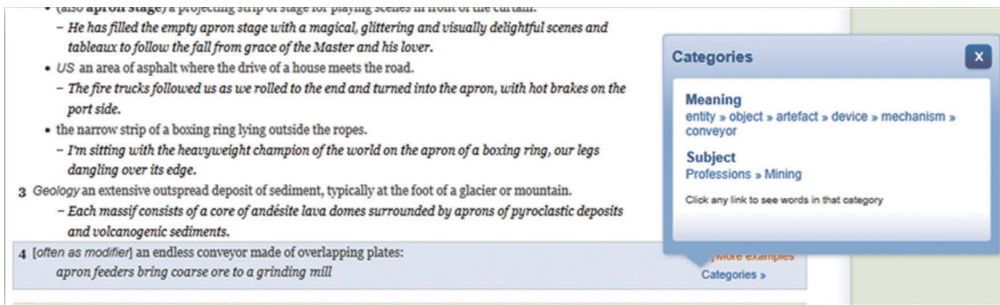 • (also apron stage) a projecting strip of stage for playing scenes in front of the curtain.
– He has filled the empty apron stage with a magical, glittering and visually delightful scenes and
tableaux to follow the fall from grace of the Master and his lover.
• US an area of asphalt where the drive of a house meets the road.
– The fire trucks followed us as we rolled to the end and turned into the apron, with hot brakes on the
port side.
• the narrow strip of a boxing ring lying outside the ropes.
– I'm sitting with the heavyweight champion of the world on the apron of a boxing ring, our legs
dangling over its edge.
3 Geology an extensive outspread deposit of sediment, typically at the foot of a glacier or mountain.
– Each massif consists of a core of andésite lava domes surrounded by aprons of pyroclastic deposits
and volcanogenic sediments.
4 [often as modifier] an endless conveyor made of overlapping plates:
apron feeders bring coarse ore to a grinding mill
More examples
Categories »
Categories
X
Meaning
entity » object » artefact » device » mechanism »
conveyor
Subject
Professions » Mining
Click any link to see words in that category